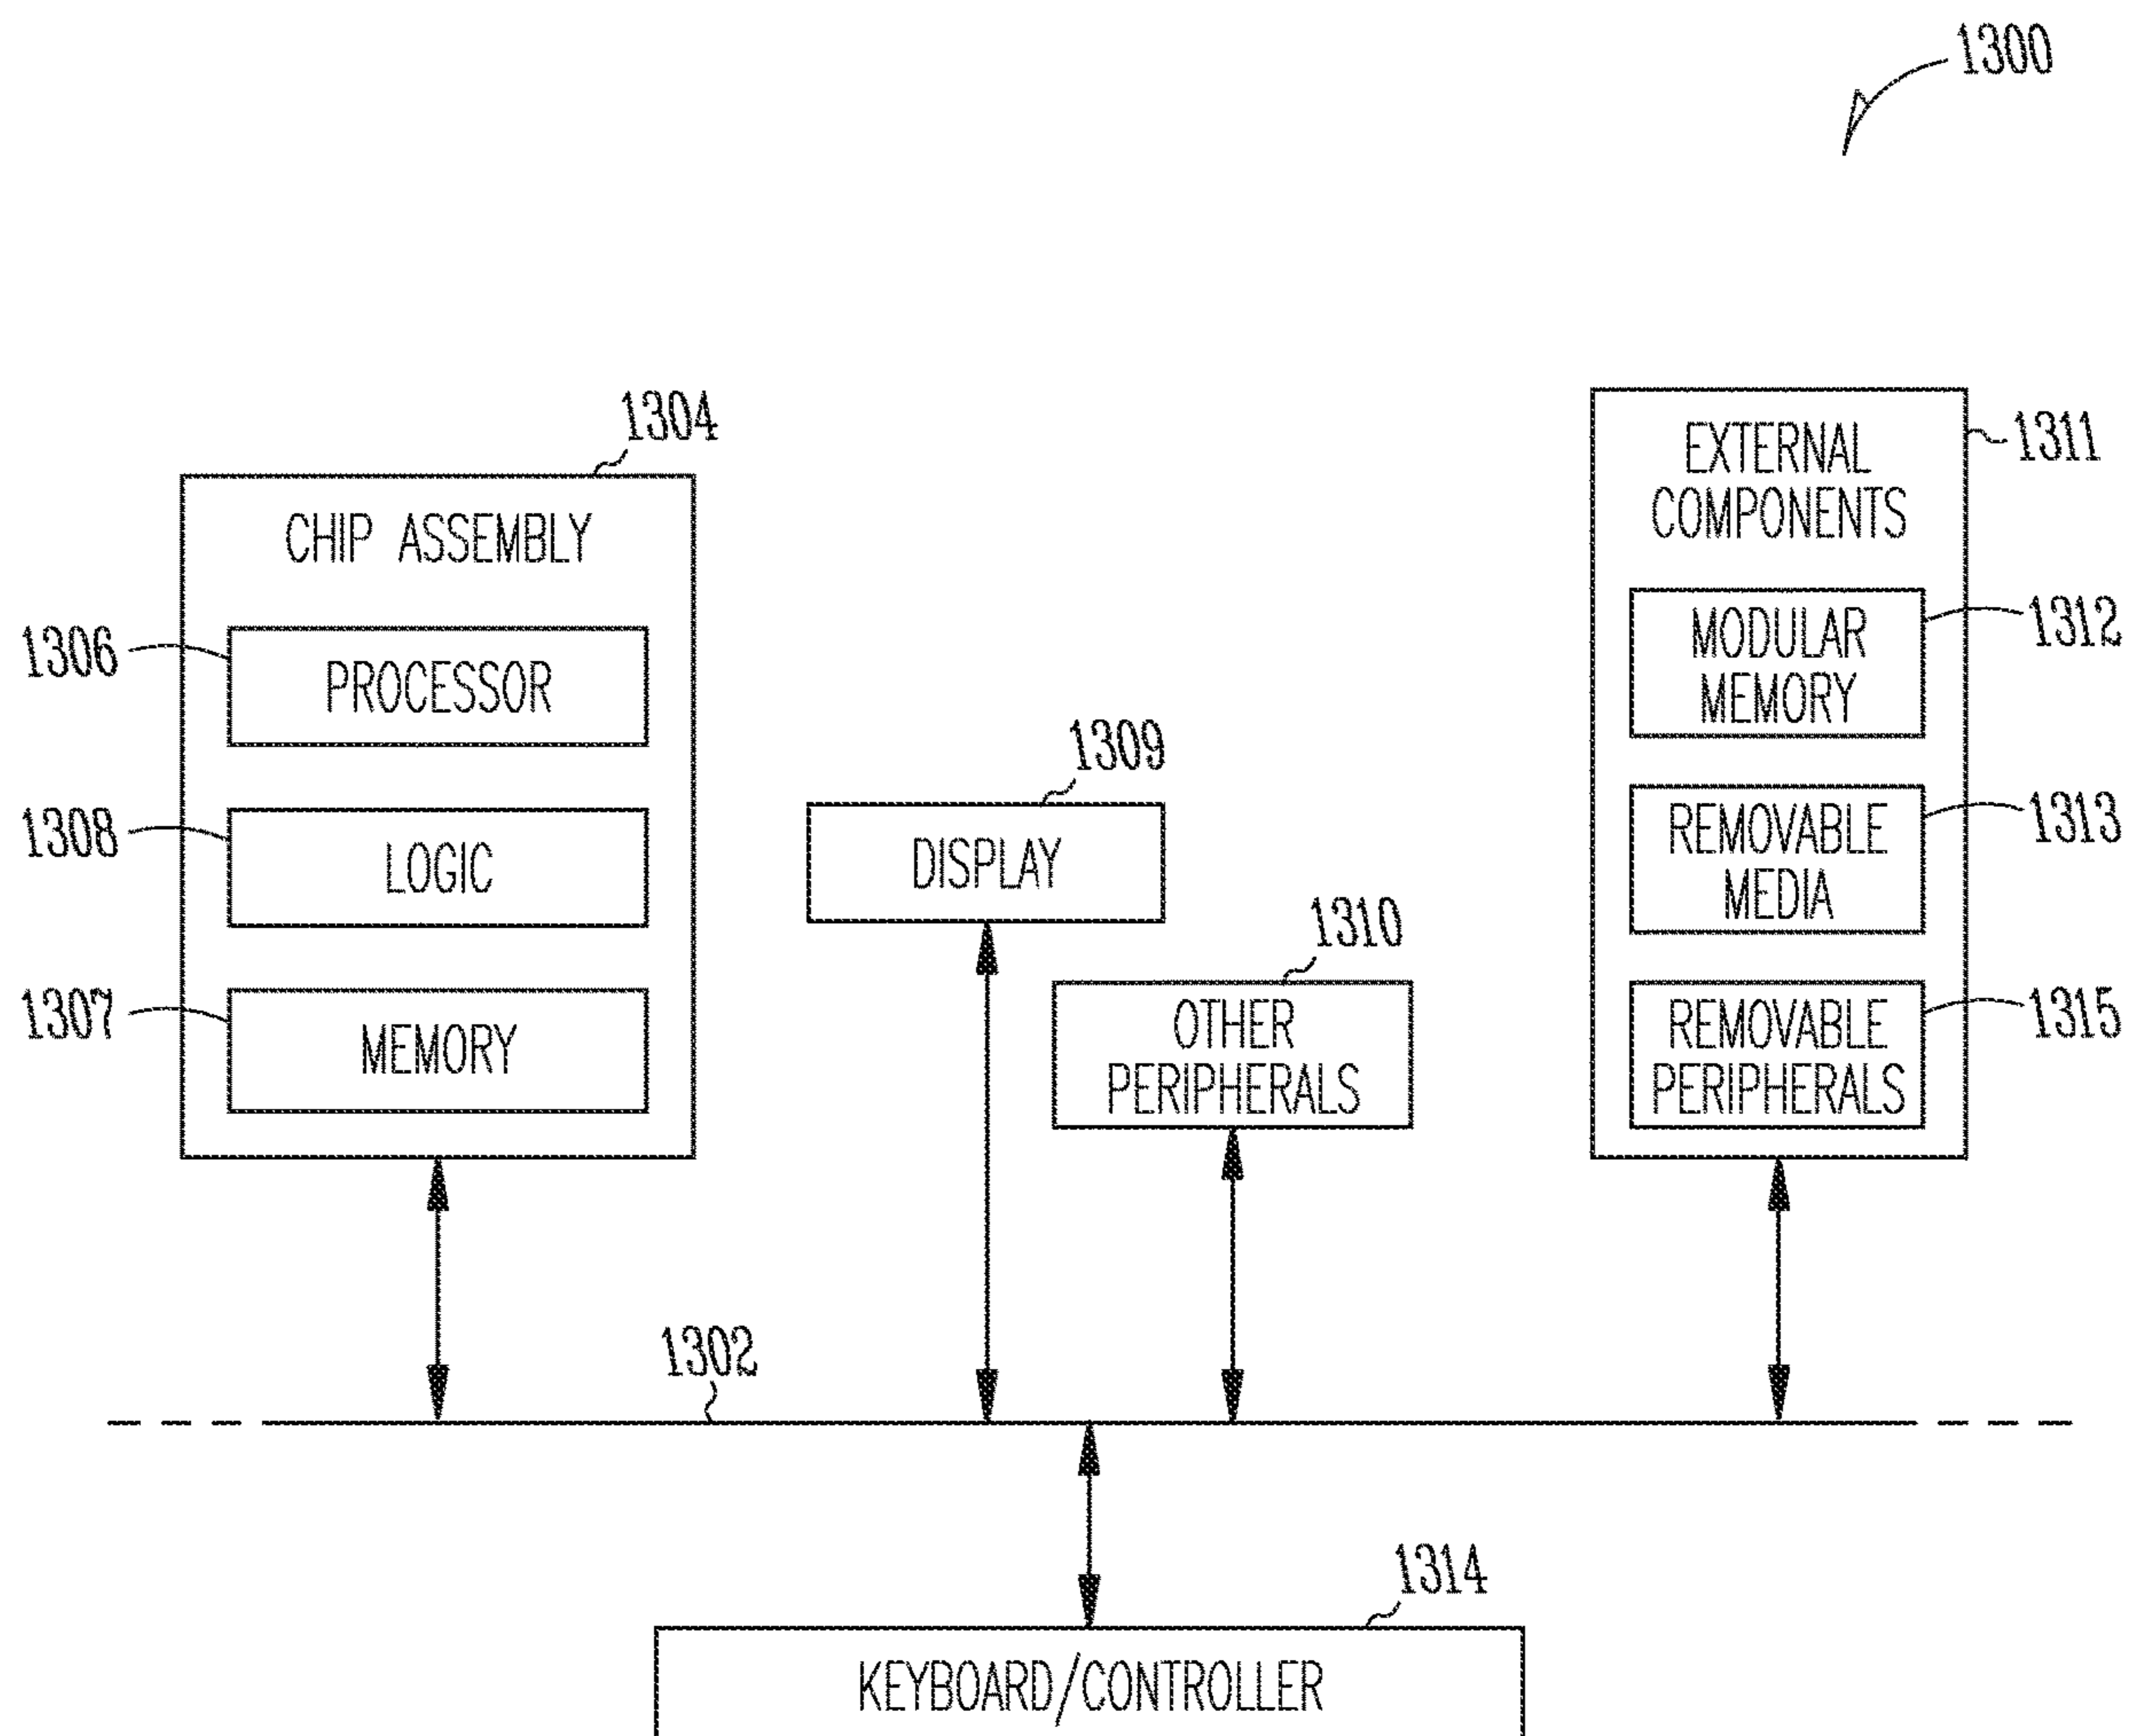 1300
1304
1311
EXTERNAL
COMPONENTS
CHIP ASSEMBLY
1306
PROCESSOR
1312
MODULAR
MEMORY
1309
DISPLAY
1308
LOGIC
1313
REMOVABLE
MEDIA
1310
OTHER
PERIPHERALS
1307
MEMORY
1315
REMOVABLE
PERIPHERALS
1302
1314
KEYBOARD/CONTROLLER